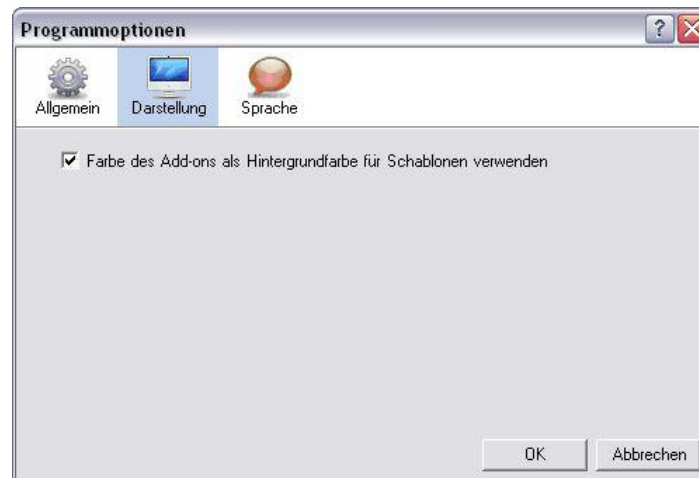 Programmoptionen
Allgemein Darstellung Sprache
Farbe des Add-ons als Hintergrundfarbe für Schablonen verwenden
OK Abbrechen